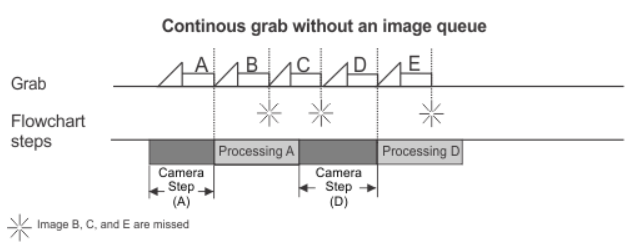 Continous grab without an image queue
A B C D E
Grab
Flowchart
steps
Processing A Processing D
Camera Camera
Step Step
(A) (D)
Image B, C, and E are missed